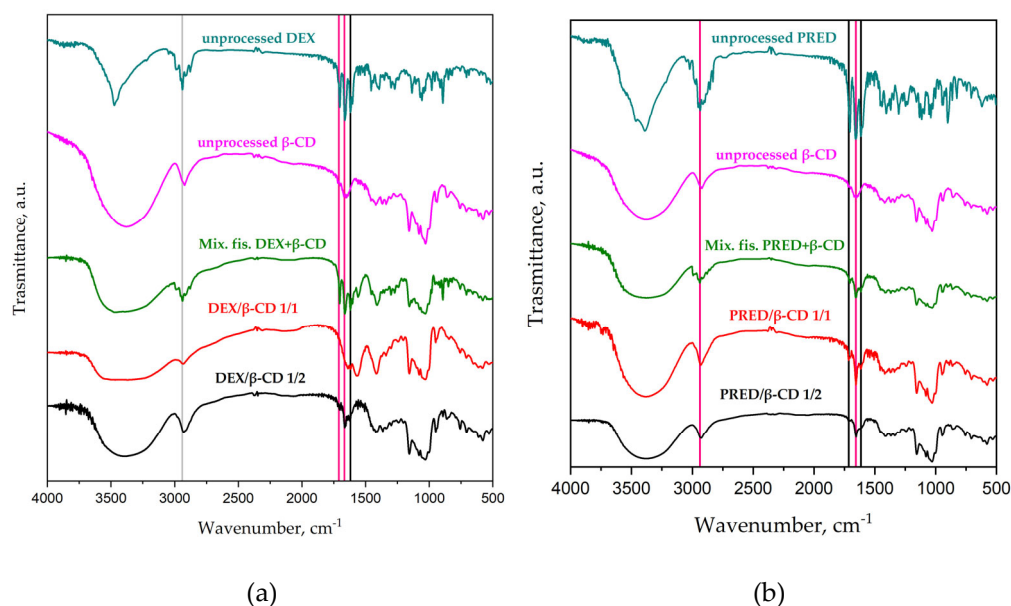 Trasmittance, a.u.
unprocessed DEX
unprocessed β-CD
Mix. fis. DEX+β-CD
DEX/β-CD 1/1
DEX/β-CD 1/2
4000 3500 3000 2500 2000 1500 1000 500
Wavenumber, cm-1
(a)
Trasmittance, a.u.
unprocessed PRED
unprocessed β-CD
Mix. fis. PRED+β-CD
PRED/β-CD 1/1
PRED/β-CD 1/2
4000 3500 3000 2500 2000 1500 1000 500
Wavenumber, cm-1
(b)